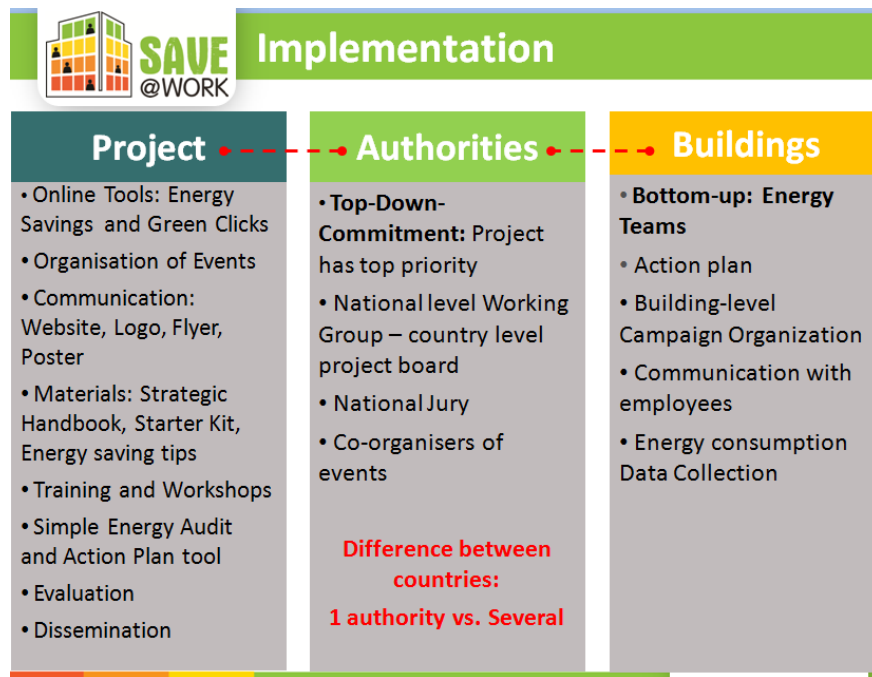 SAVE
@WORK
Implementation
Project
• Online Tools: Energy
Savings and Green Clicks
• Organisation of Events
• Communication:
Website, Logo, Flyer,
Poster
• Materials: Strategic
Handbook, Starter Kit,
Energy saving tips
• Training and Workshops
• Simple Energy Audit
and Action Plan tool
• Evaluation
• Dissemination
Authorities
• Top-Down-
Commitment: Project
has top priority
• National level Working
Group – country level
project board
• National Jury
• Co-organisers of
events
Difference between
countries:
1 authority vs. Several
Buildings
• Bottom-up: Energy
Teams
• Action plan
• Building-level
Campaign Organization
• Communication with
employees
• Energy consumption
Data Collection